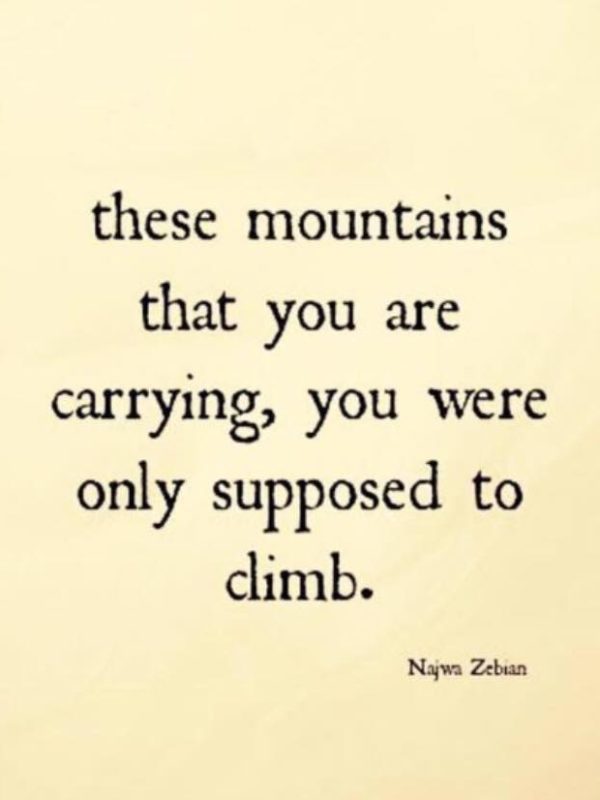 these mountains
that you are
carrying, you were
only supposed to
climb.
Najwa Zebian